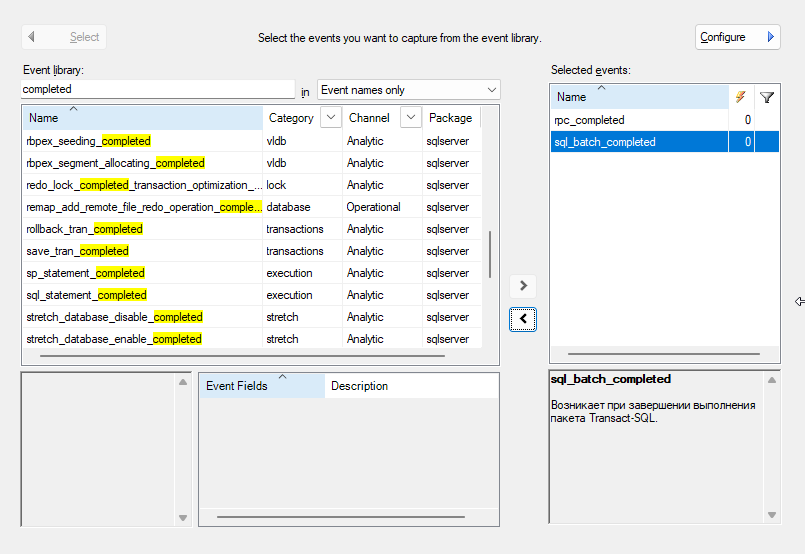 Select
Select the events you want to capture from the event library.
Configure
Event library:
completed
in
Event names only
Name Category Channel Package
rbpex_seeding_completed vldb Analytic sqlserver
rbpex_segment_allocating_completed vldb Analytic sqlserver
redo_lock_completed_transaction_optimization_... lock Analytic sqlserver
remap_add_remote_file_redo_operation_comple... database Operational sqlserver
rollback_tran_completed transactions Analytic sqlserver
save_tran_completed transactions Analytic sqlserver
sp_statement_completed execution Analytic sqlserver
sql_statement_completed execution Analytic sqlserver
stretch_database_disable_completed stretch Analytic sqlserver
stretch_database_enable_completed stretch Analytic sqlserver
Event Fields Description
Selected events:
Name
rpc_completed 0
sql_batch_completed 0
sql_batch_completed
Возникает при завершении выполнения
пакета Transact-SQL.